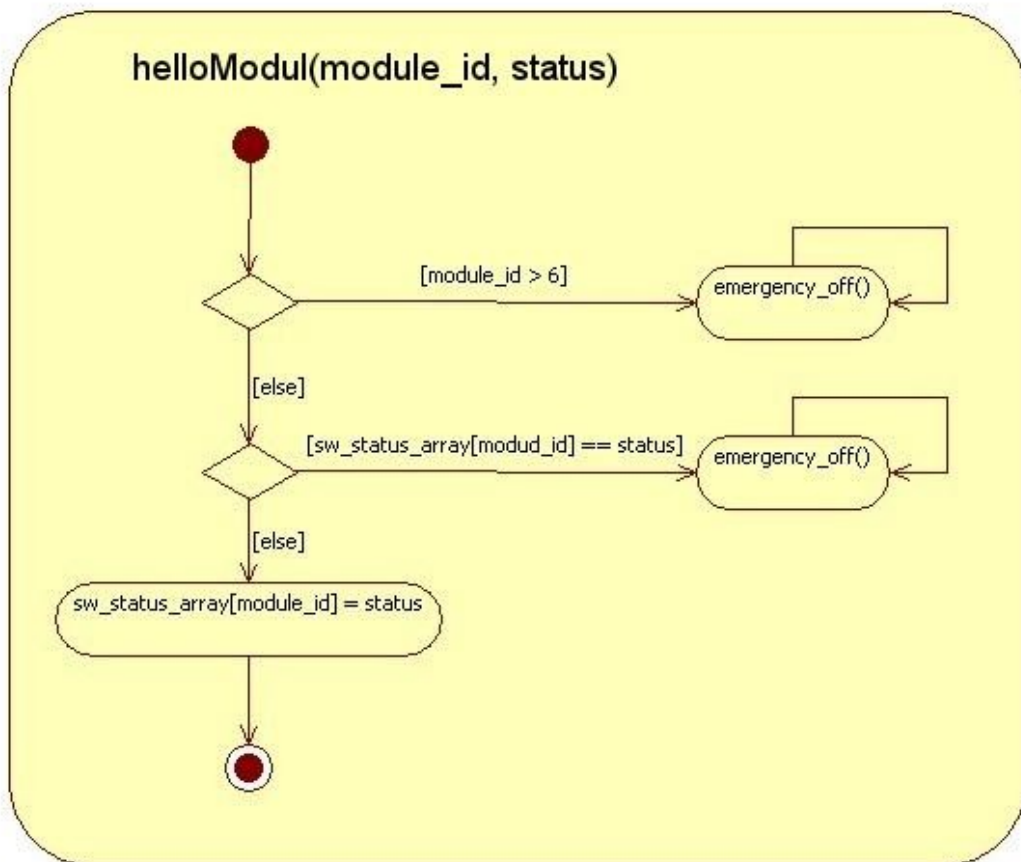 helloModul(module_id, status)
[module_id > 6]
emergency_off()
[else]
[sw_status_array[modud_id] == status]
emergency_off()
[else]
sw_status_array[module_id] = status